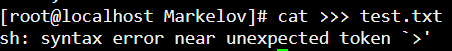 [root@localhost Markelov]# cat >>> test.txt
sh: syntax error near unexpected token `>'